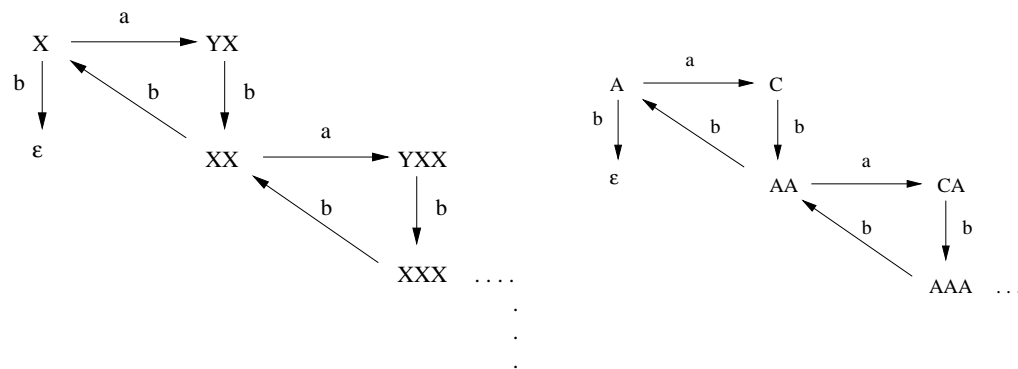 a
X YX
b b b
ε XX a YXX
b b
XXX . . . .
.
.
.
a
A C
b b b
ε AA a CA
b b
AAA . . .